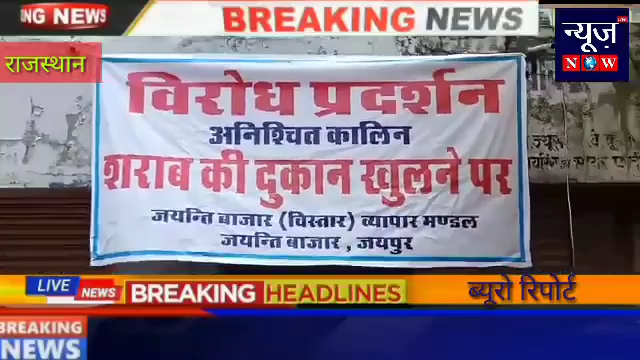 KING NEWS
BREAKING NEWS
न्यूज़
NOW
राजस्थान
विरोध प्रदर्शन
अनिश्चित कालिन
शराब की दुकान खुलने पर
जयन्ति बाजार (विस्तार) व्यापार मण्डल
जयन्ति बाजार , जयपुर
LIVE NEWS BREAKING HEADLINES ब्यूरो रिपोर्ट
BREAKING
NEWS